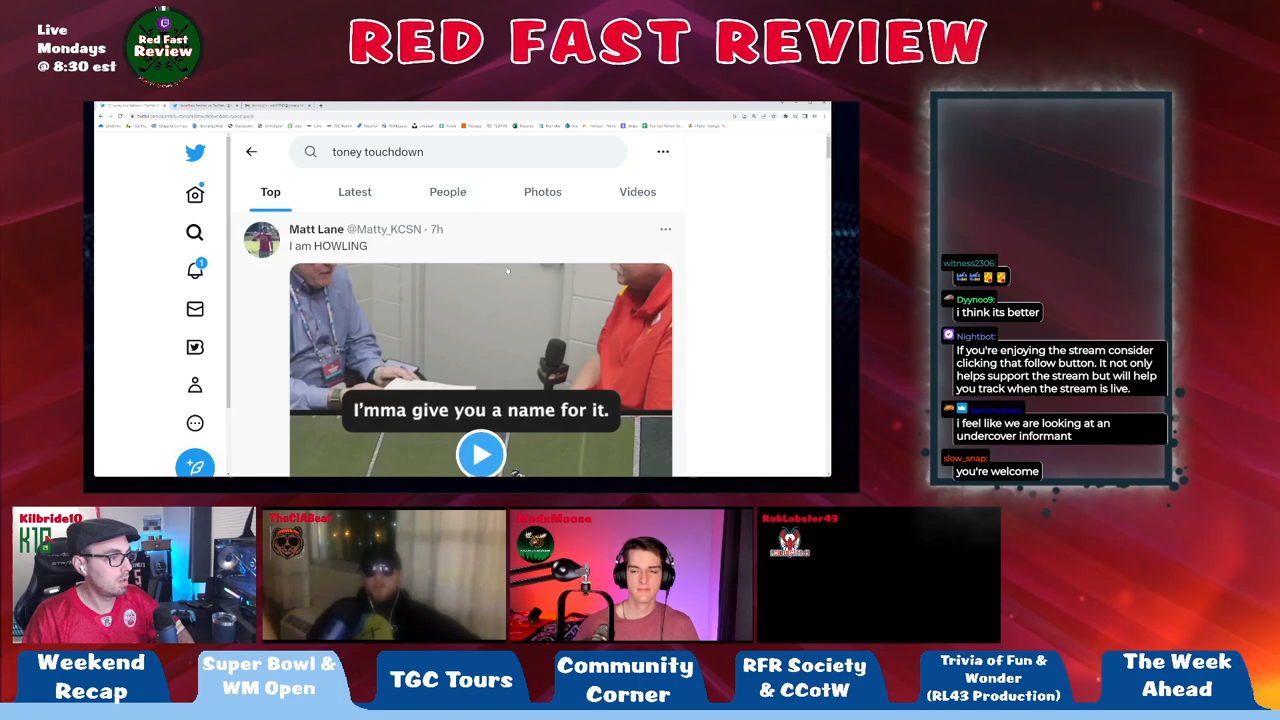 Live
Mondays
@ 8:30 est
Red Fast
Review
RED FAST REVIEW
toney touchdown
Top
Latest
People
Photos
Videos
Matt Lane @Matty_KCSN · 7h
I am HOWLING
I'mma give you a name for it.
1
1
witness2306:
Dyynoo9:
i think its better
Nightbot:
If you're enjoying the stream consider
clicking that follow button. It not only
helps support the stream but will help
you track when the stream is live.
i feel like we are looking at an
undercover informant
slow_snap:
you're welcome
Kilbride10
K10
TheCIABear
MadxMoose
RobLobster43
Weekend
Recap
Super Bowl &
WM Open
TGC Tours
Community
Corner
RFR Society
& CCotW
Trivia of Fun &
Wonder
(RL43 Production)
The Week
Ahead